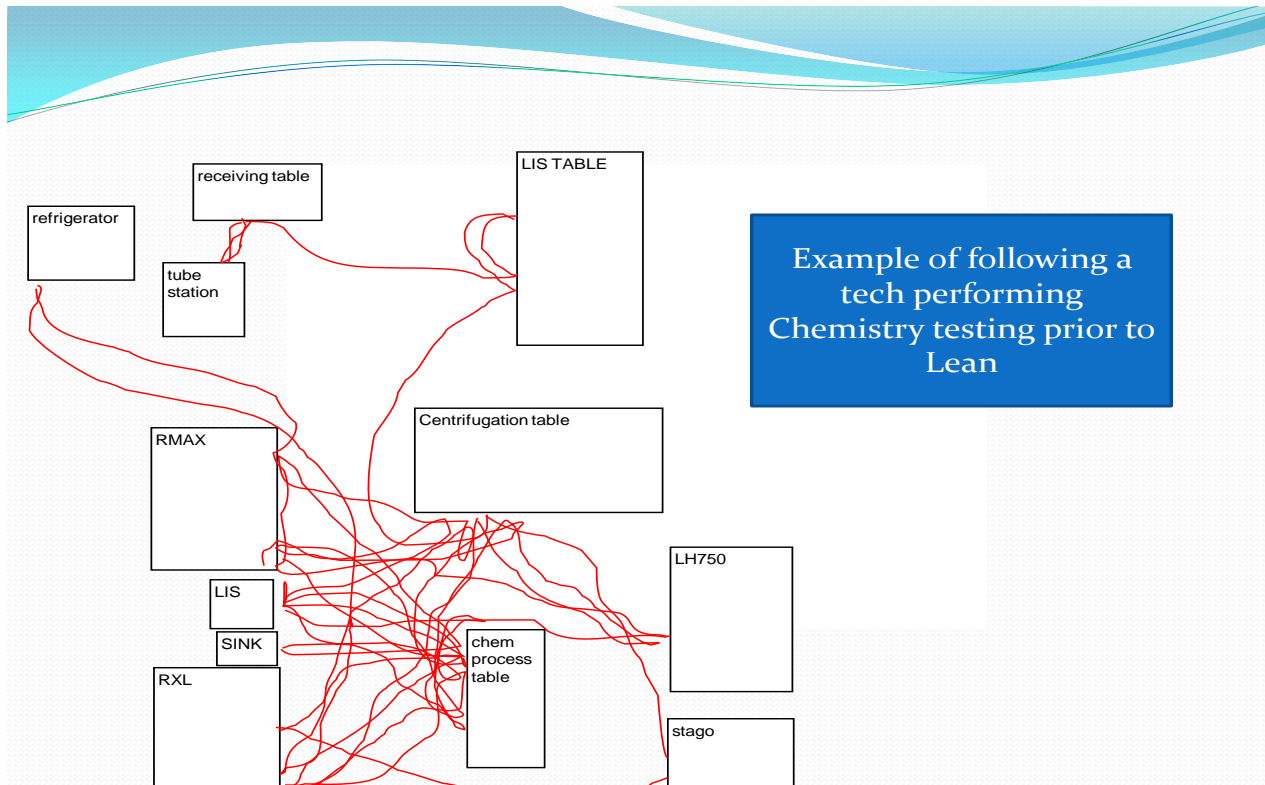 LIS TABLE
receiving table
refrigerator
tube
station
Example of following a
tech performing
Chemistry testing prior to
Lean
Centrifugation table
RMAX
LH750
LIS
SINK
chem
process
table
RXL
stago